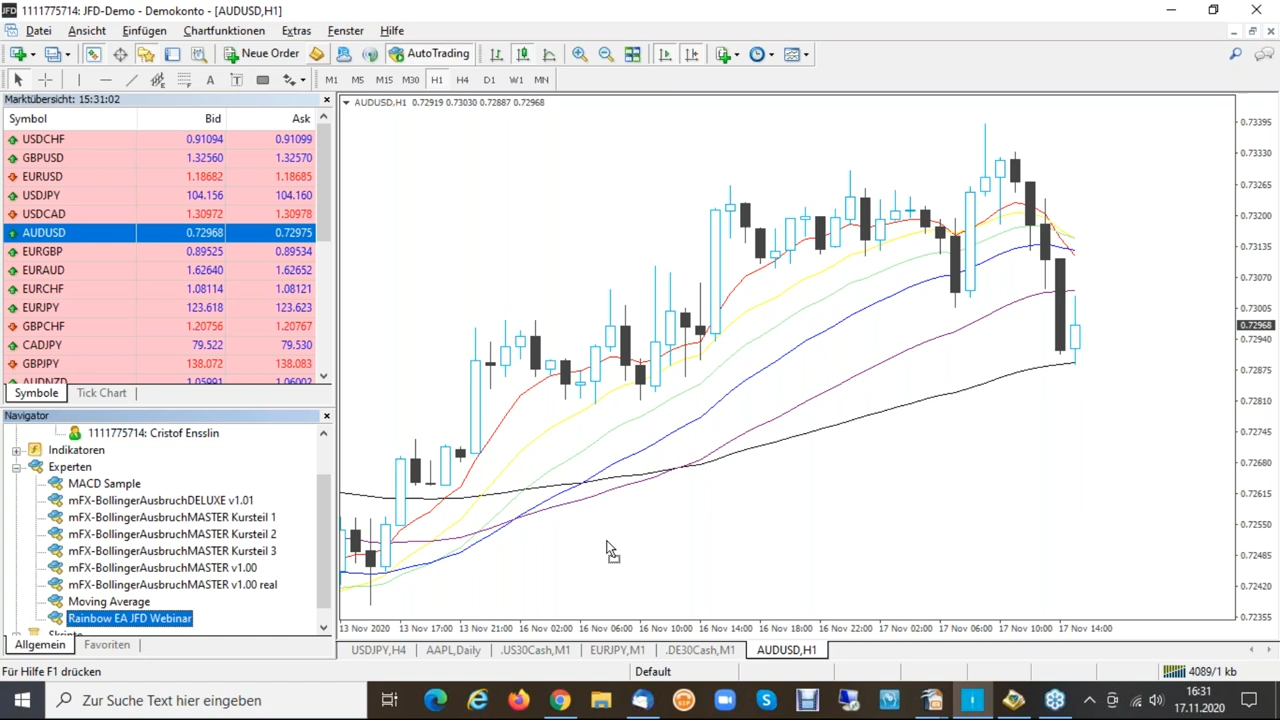 1111775714: JFD-Demo - Demokonto - [AUDUSD,H1]
Datei Ansicht Einfügen Chartfunktionen Extras Fenster Hilfe
New Order AutoTrading
M1 M5 M15 M30 H1 H4 D1 W1 MN
Marktübersicht: 15:31:02
Symbol Bid Ask
USDCHF 0.91094 0.91099
GBPUSD 1.32560 1.32570
EURUSD 1.18682 1.18685
USDJPY 104.156 104.160
USDCAD 1.30972 1.30978
AUDUSD 0.72968 0.72975
EURGBP 0.89525 0.89534
EURAUD 1.62640 1.62652
EURCHF 1.08114 1.08121
EURJPY 123.618 123.623
GBPCHF 1.20756 1.20767
CADJPY 79.522 79.530
GBPJPY 138.072 138.083
AUDNZD 1.05991 1.06002
Symbole Tick Chart
Navigator
1111775714: Cristof Ensslin
Indikatoren
Experten
MACD Sample
mFX-BollingerAusbruchDELUXE v1.01
mFX-BollingerAusbruchMASTER Kursteil 1
mFX-BollingerAusbruchMASTER Kursteil 2
mFX-BollingerAusbruchMASTER Kursteil 3
mFX-BollingerAusbruchMASTER v1.00
mFX-BollingerAusbruchMASTER v1.00 real
Moving Average
Rainbow EA JFD Webinar
Skripte
Allgemein Favoriten
AUDUSD,H1 0.72919 0.73030 0.72887 0.72968
0.73395
0.73330
0.73265
0.73200
0.73135
0.73070
0.73005
0.72968
0.72940
0.72875
0.72810
0.72745
0.72680
0.72615
0.72550
0.72485
0.72420
0.72355
13 Nov 2020 13 Nov 17:00 13 Nov 21:00 16 Nov 02:00 16 Nov 06:00 16 Nov 10:00 16 Nov 14:00 16 Nov 18:00 16 Nov 22:00 17 Nov 02:00 17 Nov 06:00 17 Nov 10:00 17 Nov 14:00
USDJPY,H4 AAPL,Daily .US30Cash,M1 EURJPY,M1 .DE30Cash,M1 AUDUSD,H1
Für Hilfe F1 drücken Default 4089/1 kb
Zur Suche Text hier eingeben
16:31
17.11.2020